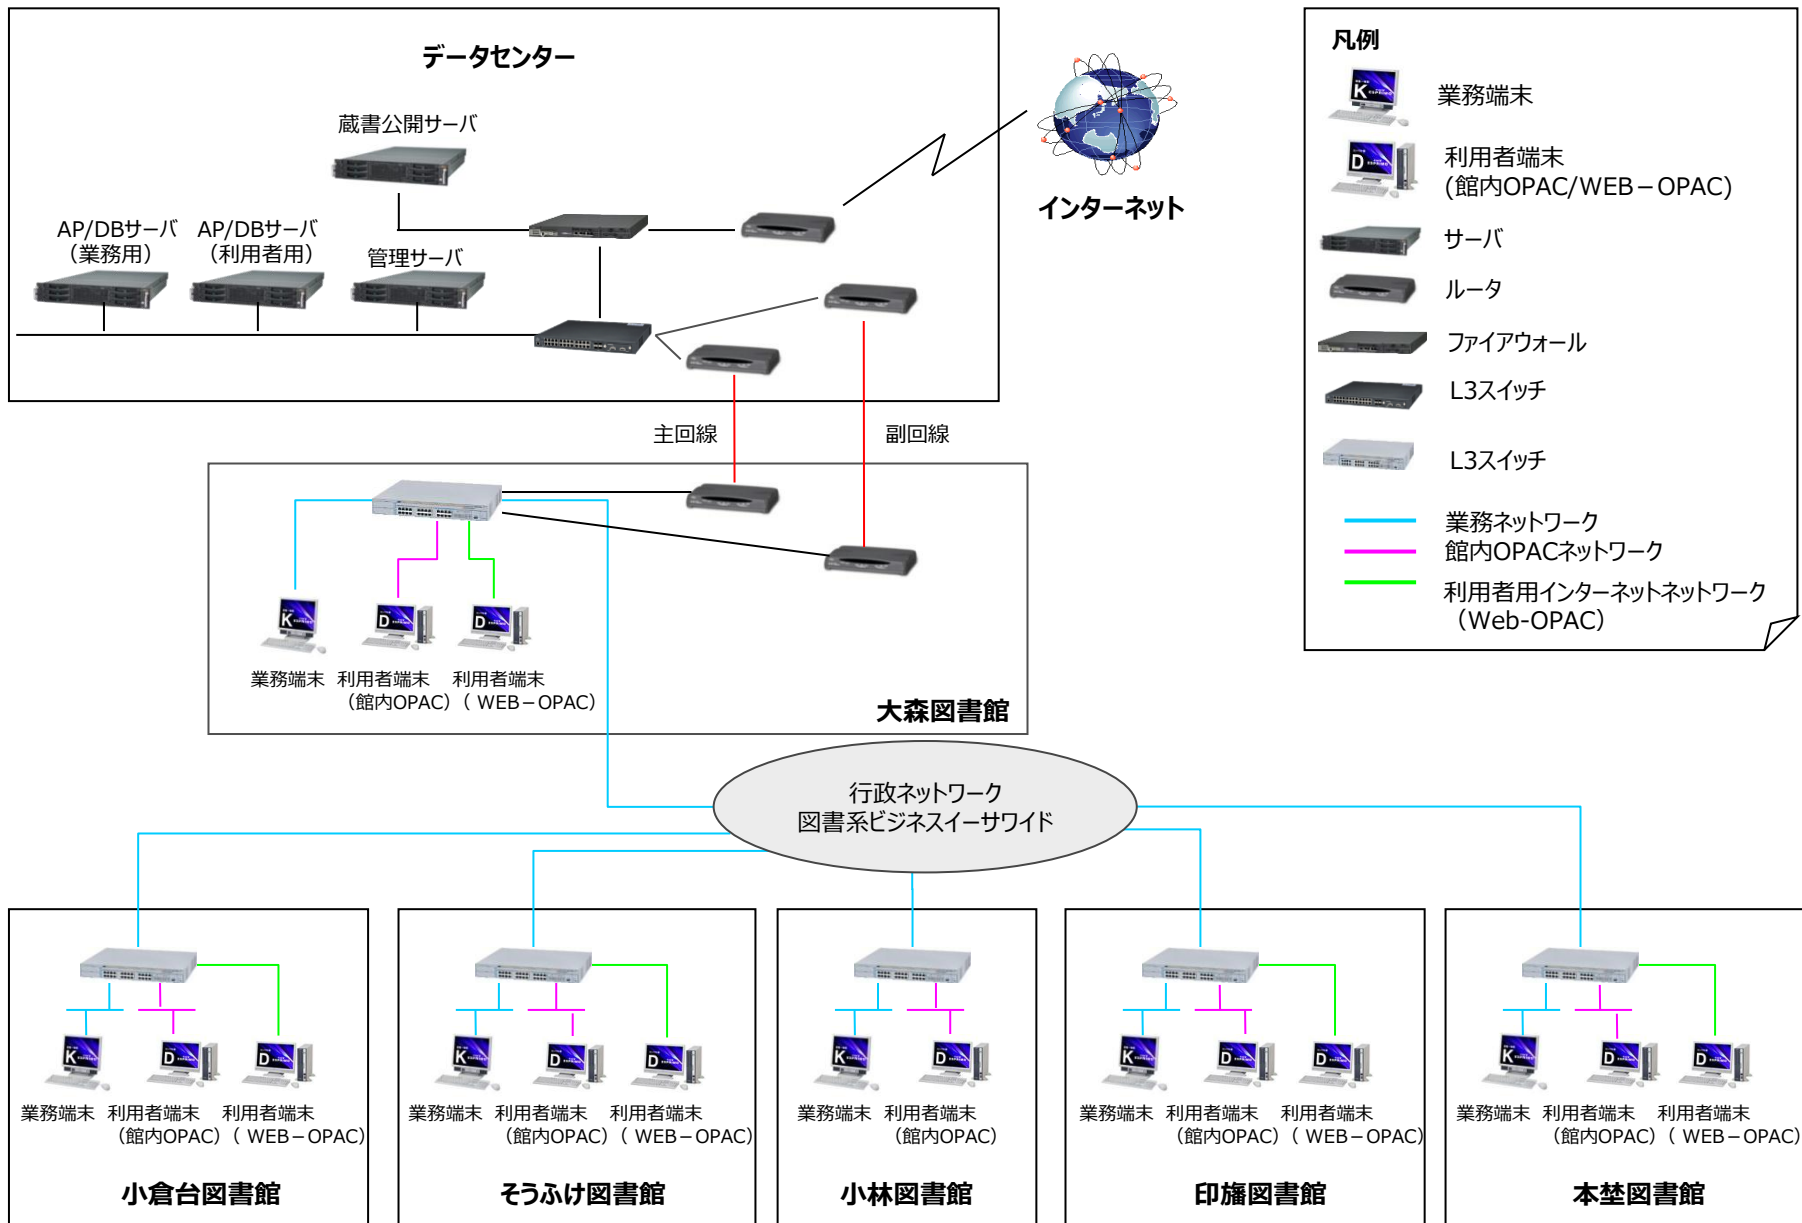 データセンター
蔵書公開サーバ
AP/DBサーバ
（業務用）
AP/DBサーバ
（利用者用）
管理サーバ
インターネット
主回線
副回線
業務端末
利用者端末
（館内OPAC）
利用者端末
（ WEB－OPAC）
大森図書館
凡例
業務端末
利用者端末
(館内OPAC/WEB－OPAC)
サーバ
ルータ
ファイアウォール
L3スイッチ
L3スイッチ
業務ネットワーク
館内OPACネットワーク
利用者用インターネットネットワーク
（Web-OPAC）
行政ネットワーク
図書系ビジネスイーサワイド
業務端末
利用者端末
（館内OPAC）
利用者端末
（ WEB－OPAC）
小倉台図書館
業務端末
利用者端末
（館内OPAC）
利用者端末
（ WEB－OPAC）
そうふけ図書館
業務端末
利用者端末
（館内OPAC）
小林図書館
業務端末
利用者端末
（館内OPAC）
利用者端末
（ WEB－OPAC）
印旛図書館
業務端末
利用者端末
（館内OPAC）
利用者端末
（ WEB－OPAC）
本埜図書館